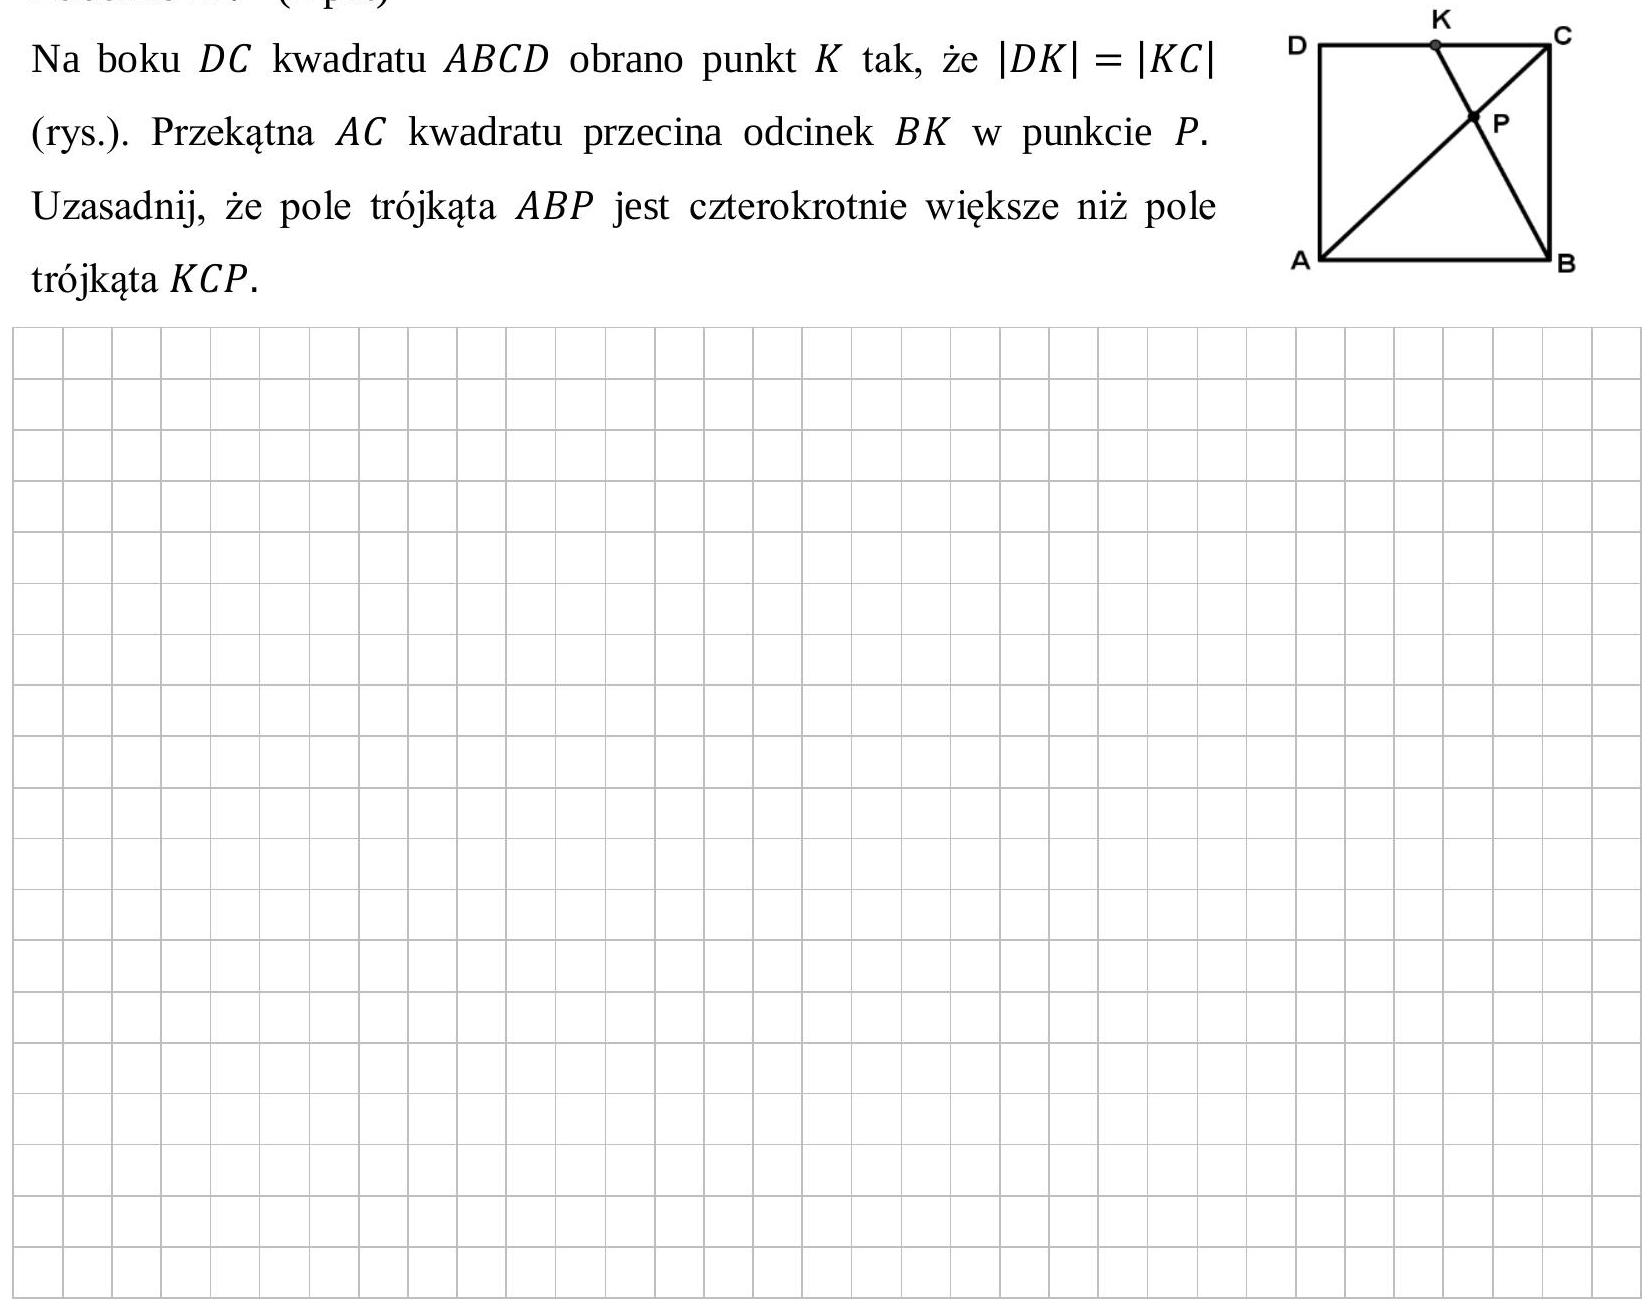 Na boku DC kwadratu ABCD obrano punkt K tak, że |DK| = |KC|
(rys.). Przekątna AC kwadratu przecina odcinek BK w punkcie P.
Uzasadnij, że pole trójkąta ABP jest czterokrotnie większe niż pole
trójkąta KCP.
K
D
C
P
A
B